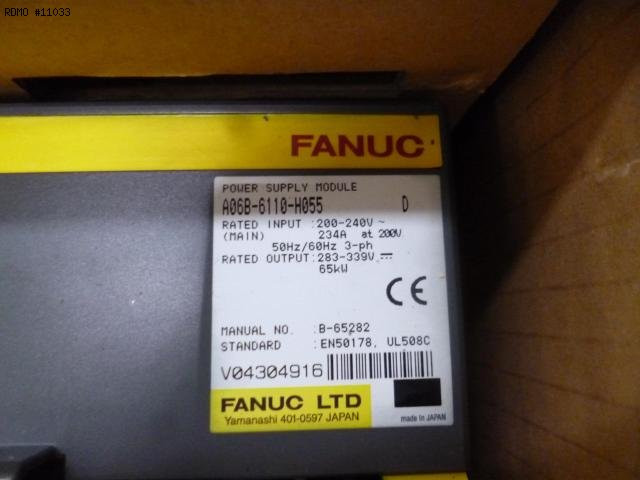 RDMO #11033
FANUC
POWER SUPPLY MODULE
A06B-6110-H055 D
RATED INPUT :200-240V ~
(MAIN) 234A at 200V
50Hz/60Hz 3-ph
RATED OUTPUT:283-339V ⎓
65kW
CE
MANUAL NO. :B-65282
STANDARD :EN50178, UL508C
V04304916
FANUC LTD
Yamanashi 401-0597 JAPAN
made in JAPAN